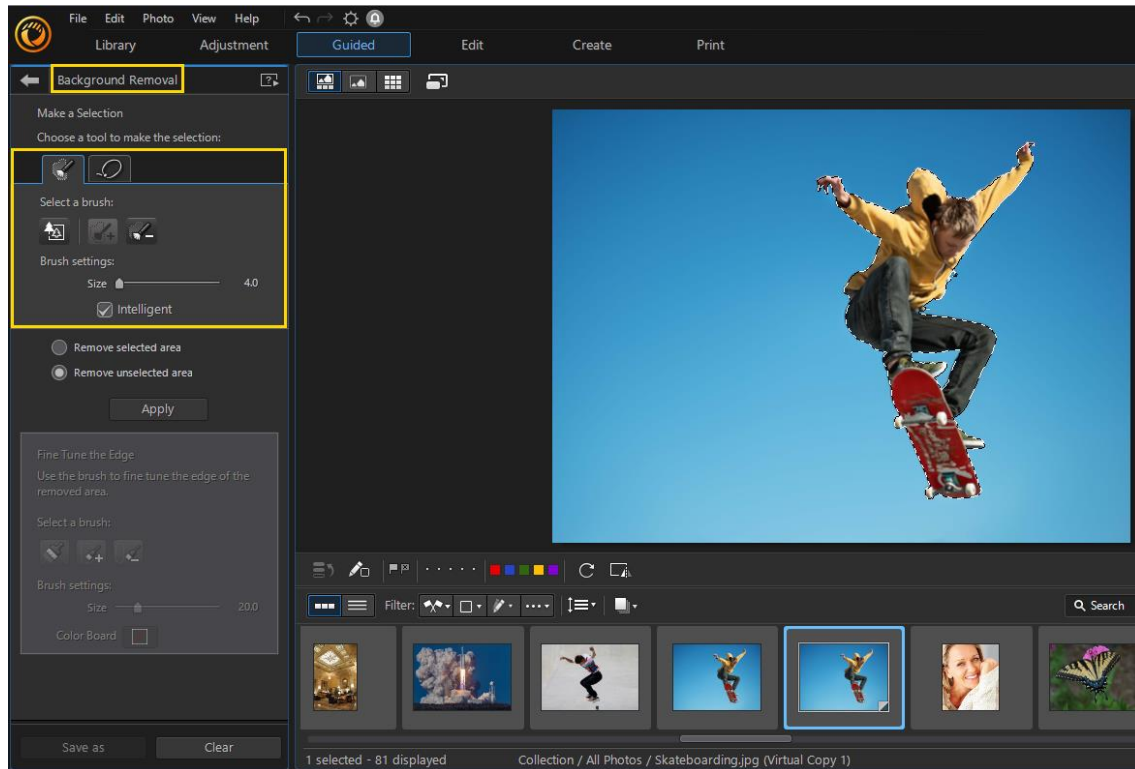 File Edit Photo View Help
Library Adjustment Guided Edit Create Print
Background Removal
Make a Selection
Choose a tool to make the selection:
Select a brush:
Brush settings:
Size 4.0
Intelligent
Remove selected area
Remove unselected area
Apply
Fine Tune the Edge
Use the brush to fine tune the edge of the
removed area.
Select a brush:
Brush settings:
Size 20.0
Color Board
Save as Clear
Filter:
Search
1 selected - 81 displayed Collection / All Photos / Skateboarding.jpg (Virtual Copy 1)